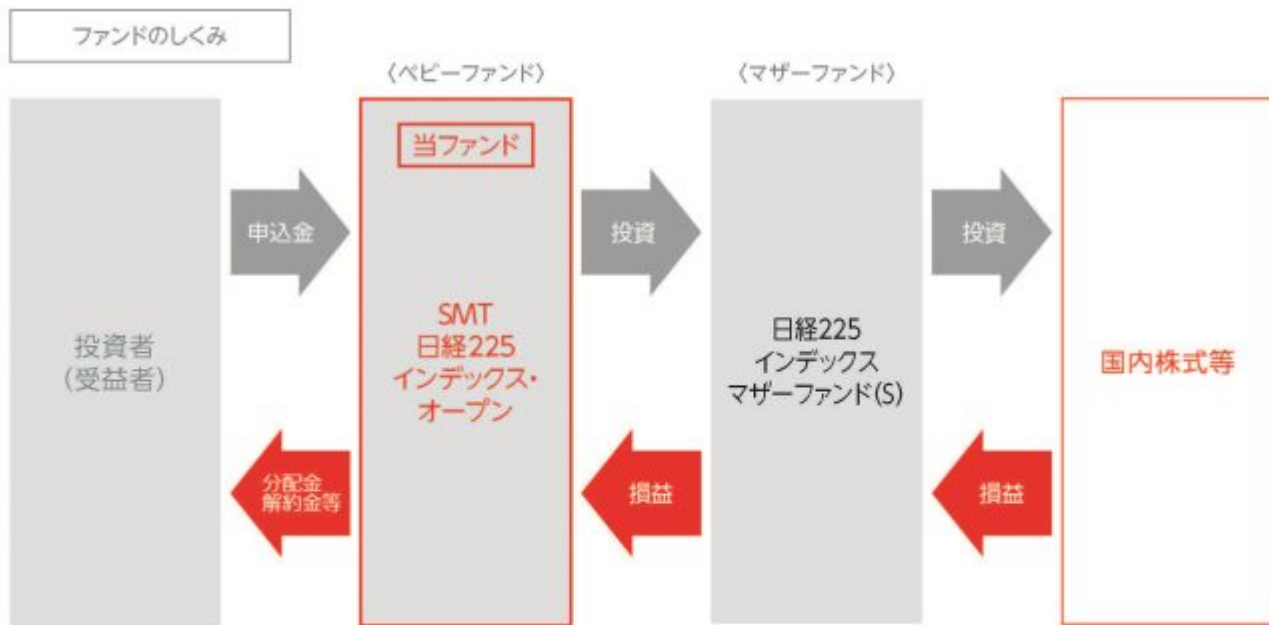 ファンドのしくみ
〈ベビーファンド〉
〈マザーファンド〉
当ファンド
申込金
投資
投資
投資者
(受益者)
SMT
日経225
インデックス・
オープン
日経225
インデックス
マザーファンド(S)
国内株式等
分配金
解約金等
損益
損益